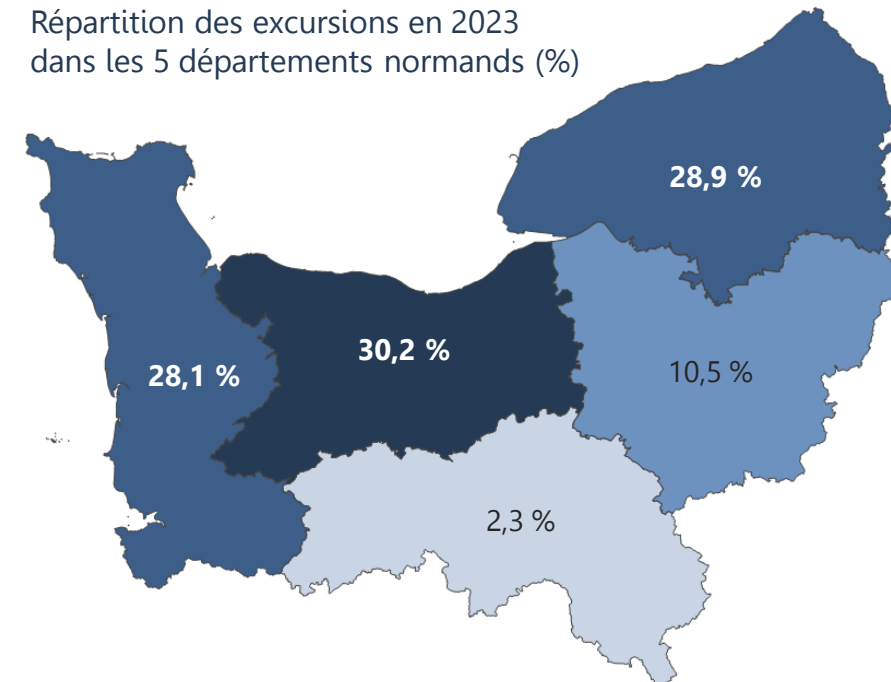 Répartition des excursions en 2023
dans les 5 départements normands (%)
28,9 %
30,2 %
28,1 %
10,5 %
2,3 %